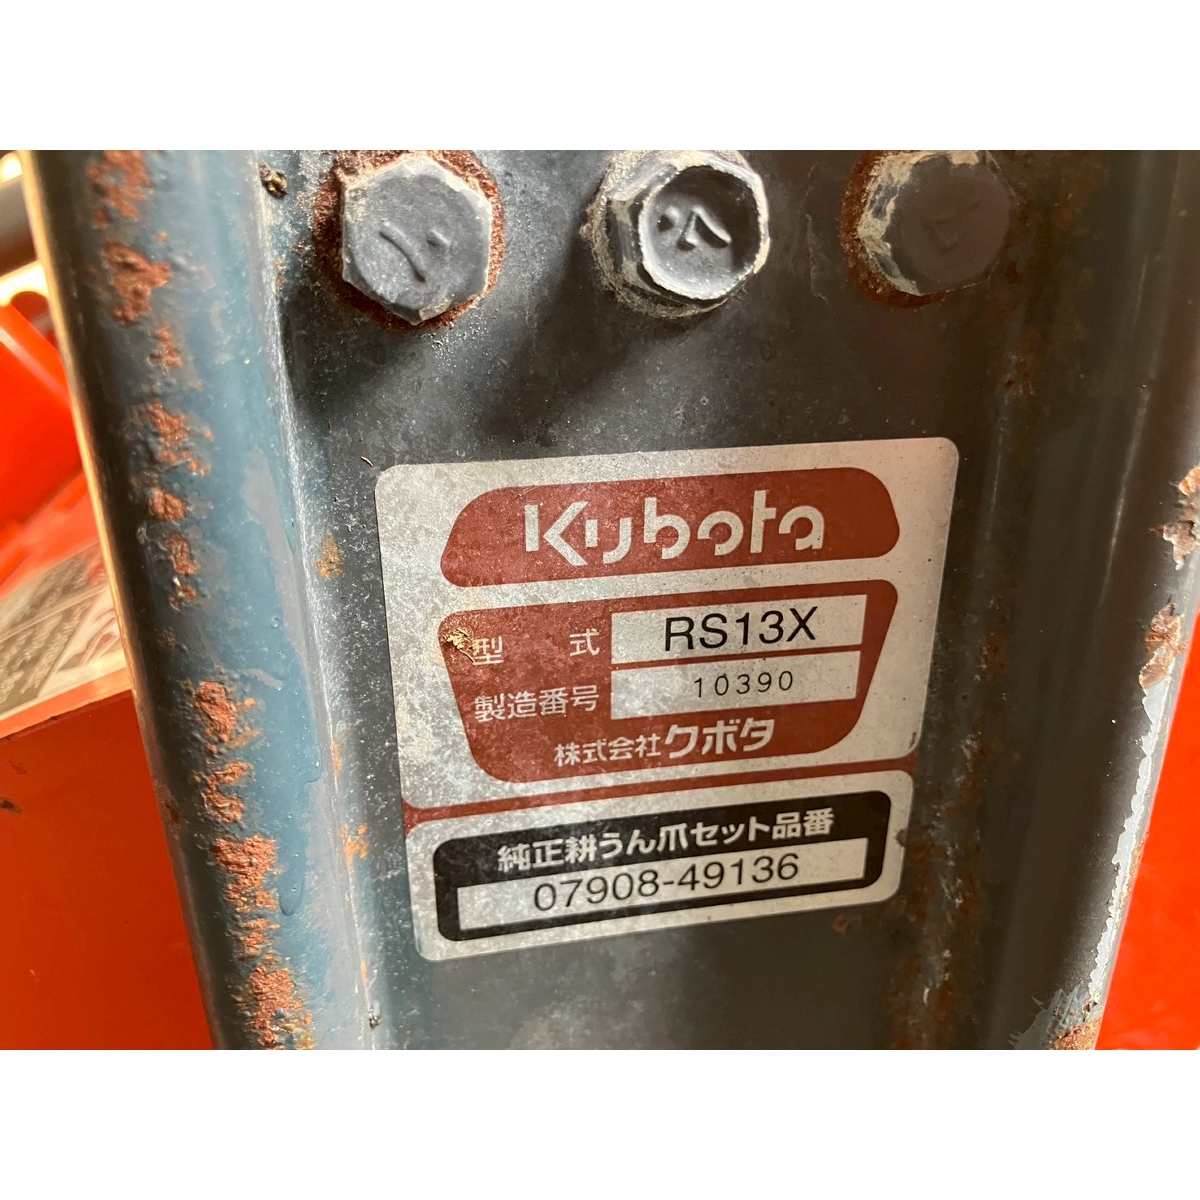 Kubota
型 式 RS13X
製造番号 10390
株式会社クボタ
純正耕うん爪セット品番
07908-49136